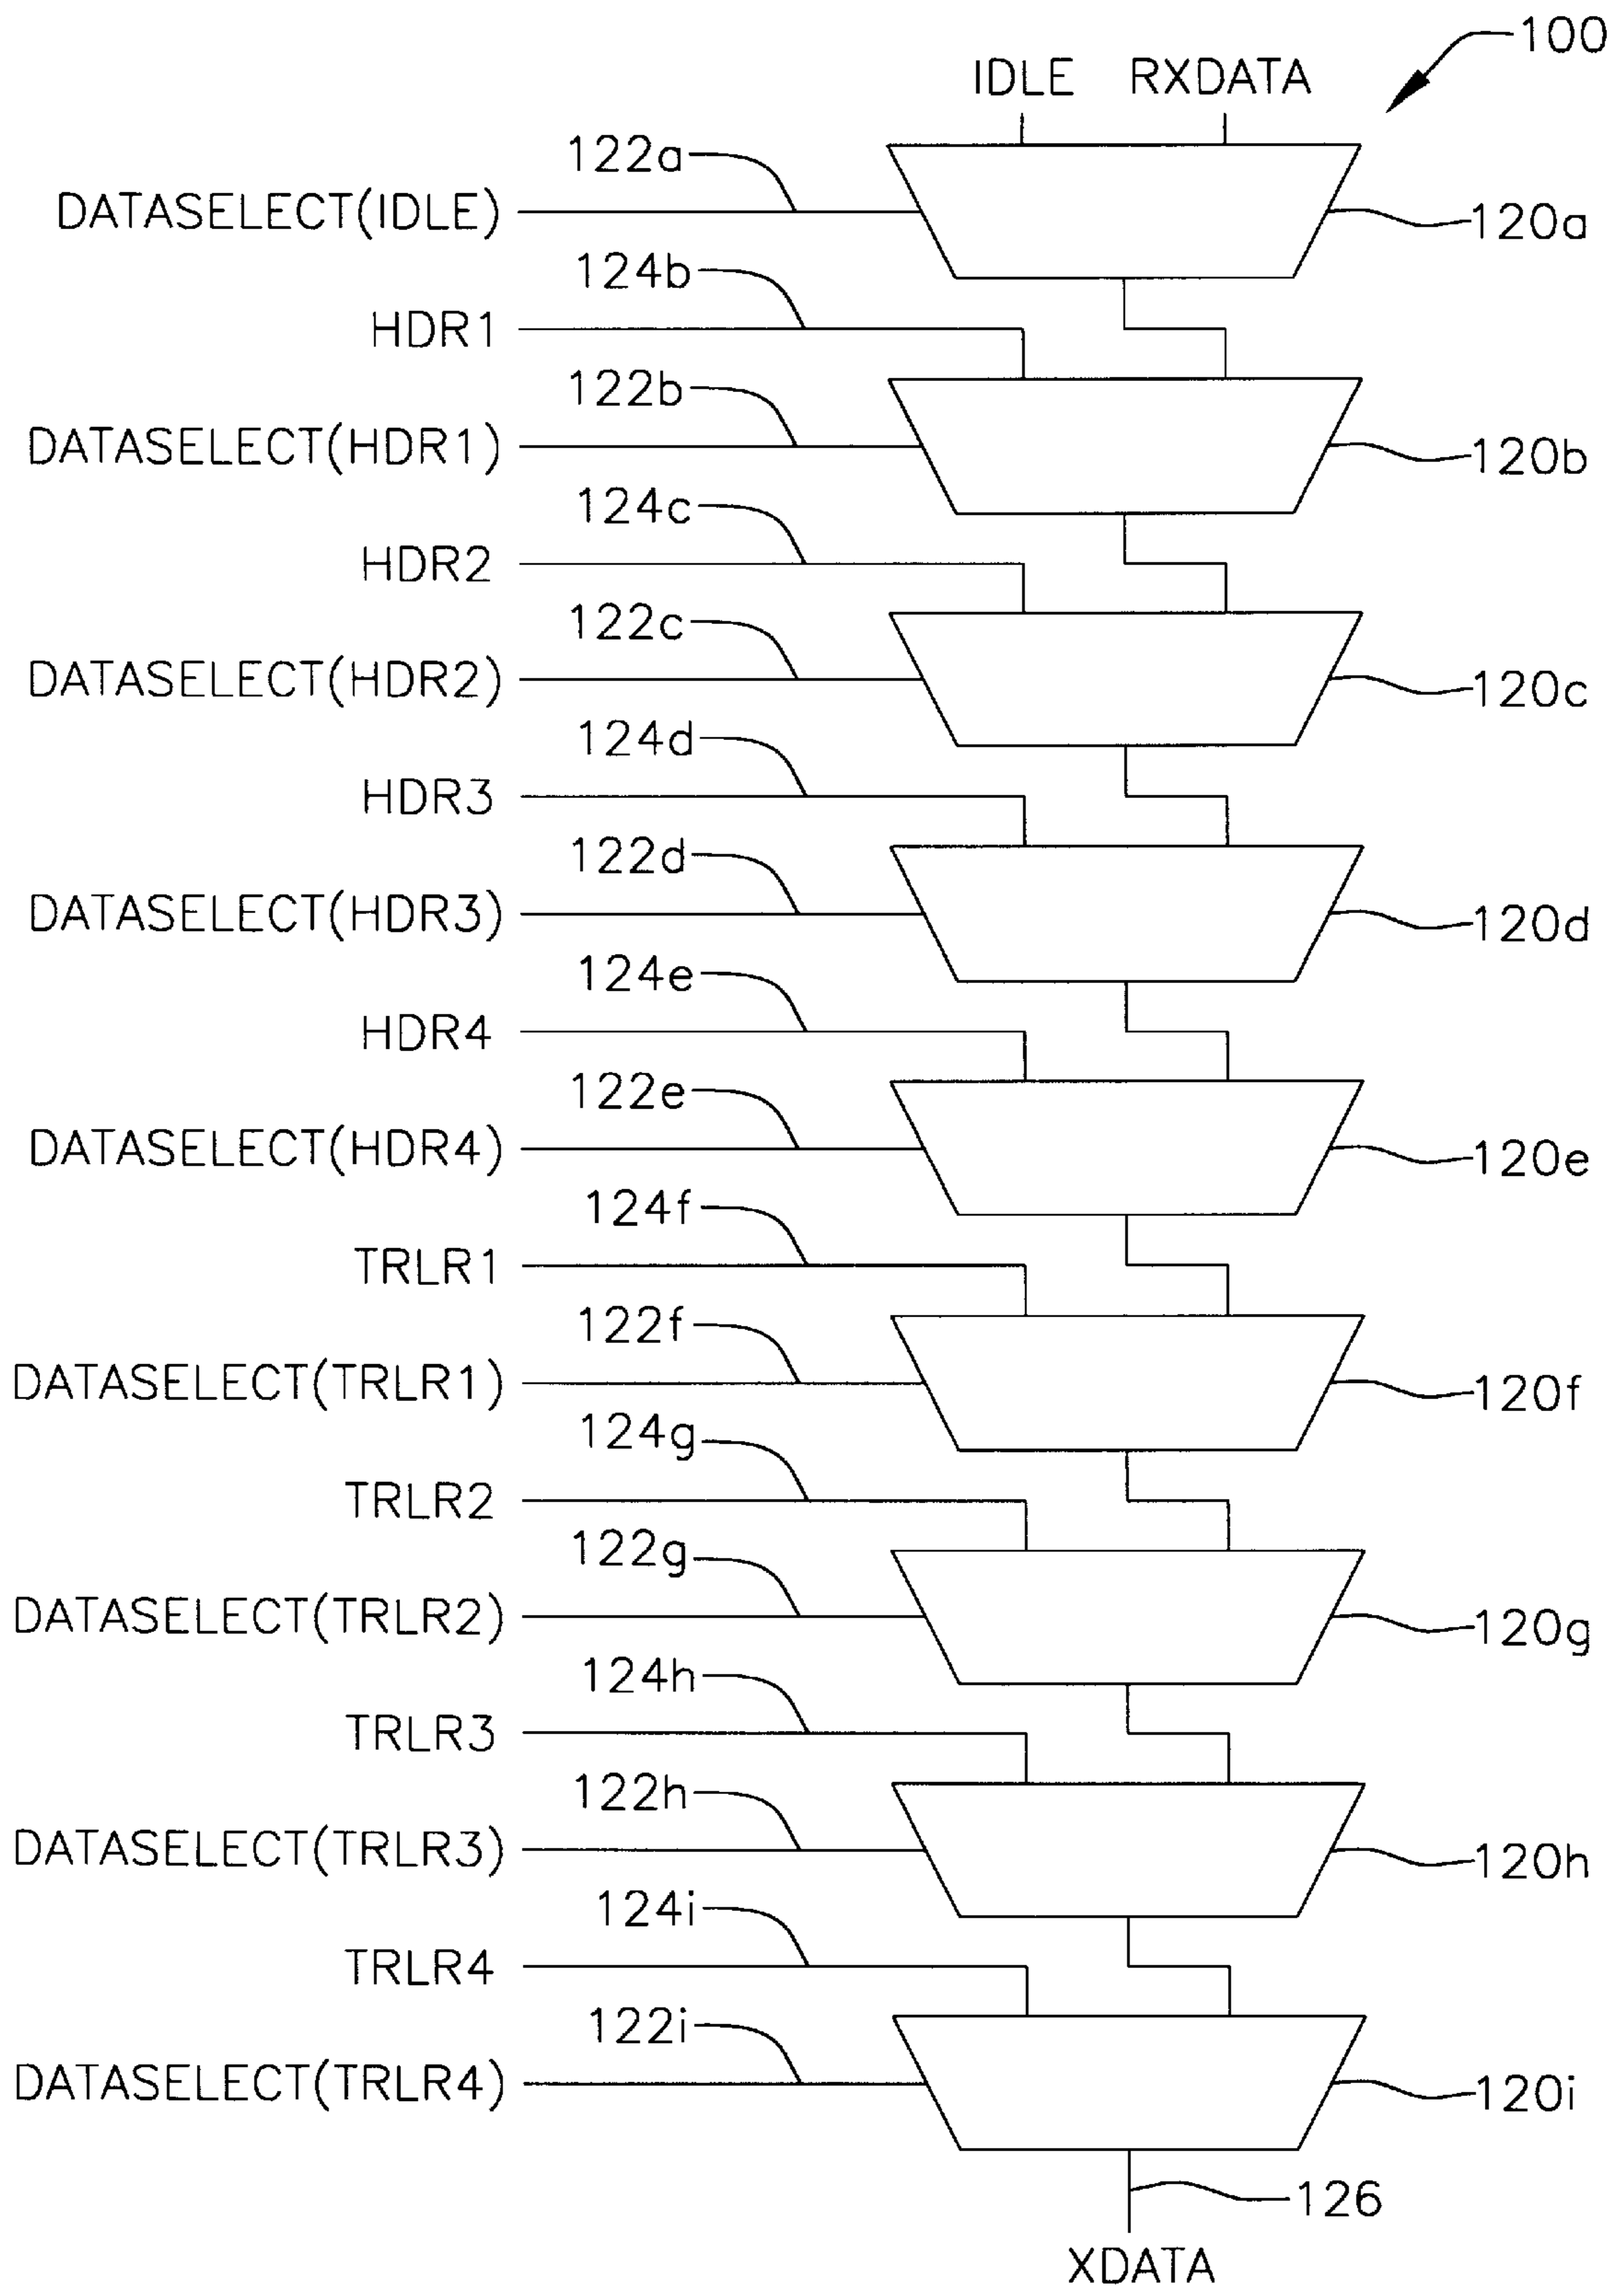 100
IDLE RXDATA
122a
DATASELECT(IDLE)
120a
124b
HDR1
122b
DATASELECT(HDR1)
120b
124c
HDR2
122c
DATASELECT(HDR2)
120c
124d
HDR3
122d
DATASELECT(HDR3)
120d
124e
HDR4
122e
DATASELECT(HDR4)
120e
124f
TRLR1
122f
DATASELECT(TRLR1)
120f
124g
TRLR2
122g
DATASELECT(TRLR2)
120g
124h
TRLR3
122h
DATASELECT(TRLR3)
120h
124i
TRLR4
122i
DATASELECT(TRLR4)
120i
126
XDATA